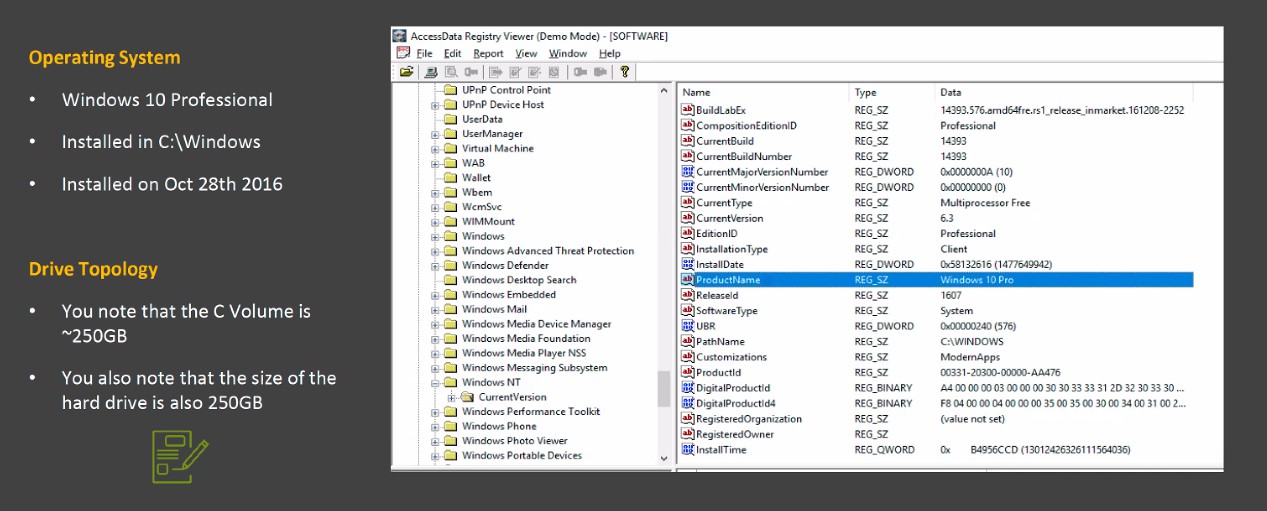 Operating System
• Windows 10 Professional
• Installed in C:\Windows
• Installed on Oct 28th 2016
Drive Topology
• You note that the C Volume is
~250GB
• You also note that the size of the
hard drive is also 250GB
AccessData Registry Viewer (Demo Mode) - [SOFTWARE]
File Edit Report View Window Help
UPnP Control Point
UPnP Device Host
UserData
UserManager
Virtual Machine
WAB
Wallet
Wbem
WcmSvc
WIMMount
Windows
Windows Advanced Threat Protection
Windows Defender
Windows Desktop Search
Windows Embedded
Windows Mail
Windows Media Device Manager
Windows Media Foundation
Windows Media Player NSS
Windows Messaging Subsystem
Windows NT
CurrentVersion
Windows Performance Toolkit
Windows Phone
Windows Photo Viewer
Windows Portable Devices
Name Type Data
BuildLabEx REG_SZ 14393.576.amd64fre.rs1_release_inmarket.161208-2252
CompositionEditionID REG_SZ Professional
CurrentBuild REG_SZ 14393
CurrentBuildNumber REG_SZ 14393
CurrentMajorVersionNumber REG_DWORD 0x0000000A (10)
CurrentMinorVersionNumber REG_DWORD 0x00000000 (0)
CurrentType REG_SZ Multiprocessor Free
CurrentVersion REG_SZ 6.3
EditionID REG_SZ Professional
InstallationType REG_SZ Client
InstallDate REG_DWORD 0x58132616 (1477649942)
ProductName REG_SZ Windows 10 Pro
ReleaseId REG_SZ 1607
SoftwareType REG_SZ System
UBR REG_DWORD 0x00000240 (576)
PathName REG_SZ C:\WINDOWS
Customizations REG_SZ ModernApps
ProductId REG_SZ 00331-20300-00000-AA476
DigitalProductId REG_BINARY A4 00 00 00 03 00 00 00 30 30 33 33 31 2D 32 30 33 30 ...
DigitalProductId4 REG_BINARY F8 04 00 00 04 00 00 00 35 00 35 00 30 00 34 00 31 00 2...
RegisteredOrganization REG_SZ (value not set)
RegisteredOwner REG_SZ
InstallTime REG_QWORD 0x B4956CCD (13012426326111564036)